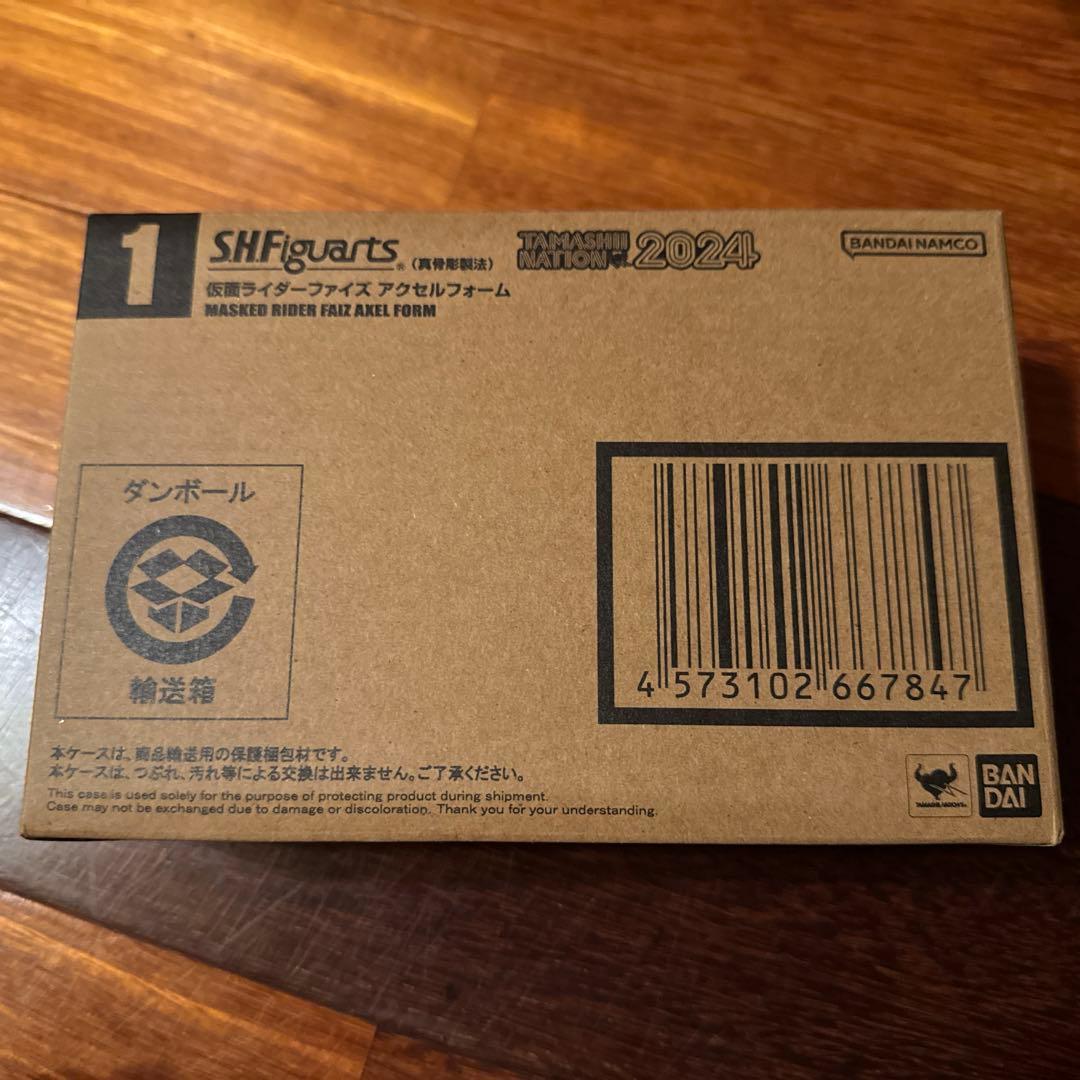 1
S.H.Figuarts® (真骨彫製法)
TAMASHII NATION 2024
BANDAI NAMCO
仮面ライダーファイズ アクセルフォーム
MASKED RIDER FAIZ AXEL FORM
ダンボール
輸送箱
4 573102 667847
本ケースは、商品輸送用の保護梱包材です。
本ケースは、つぶれ、汚れ等による交換は出来ません。ご了承ください。
This case is used solely for the purpose of protecting product during shipment.
Case may not be exchanged due to damage or discoloration. Thank you for your understanding.
TAMASHII NATIONS
BAN
DAI